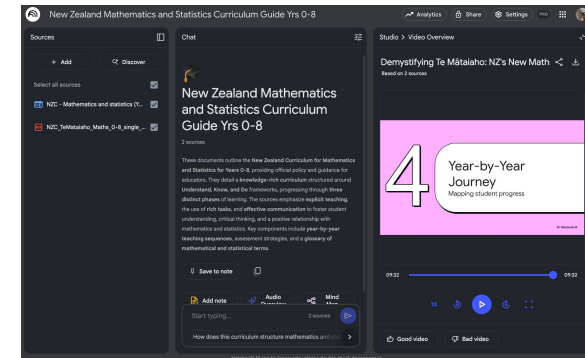 New Zealand Mathematics and Statistics Curriculum Guide Yrs 0-8
Analytics
Share
Settings
PRO
Sources
+ Add
Discover
Select all sources
NZC - Mathematics and statistics (Y...
NZC_TeMataiaho_Maths_0-8_single_...
Chat
New Zealand Mathematics
and Statistics Curriculum
Guide Yrs 0-8
2 sources
These documents outline the New Zealand Curriculum for Mathematics
and Statistics for Years 0-8, providing official policy and guidance for
educators. They detail a knowledge-rich curriculum structured around
Understand, Know, and Do frameworks, progressing through three
distinct phases of learning. The sources emphasize explicit teaching,
the use of rich tasks, and effective communication to foster student
understanding, critical thinking, and a positive relationship with
mathematics and statistics. Key components include year-by-year
teaching sequences, assessment strategies, and a glossary of
mathematical and statistical terms.
Save to note
Add note
Audio
Mind
Start typing...
2 sources
How does this curriculum structure mathematics and
Studio > Video Overview
Demystifying Te Mātaiaho: NZ's New Math
Based on 2 sources
4
Year-by-Year
Journey
Mapping student progress
NotebookLM
09:32
09:32
1X
Good video
Bad video